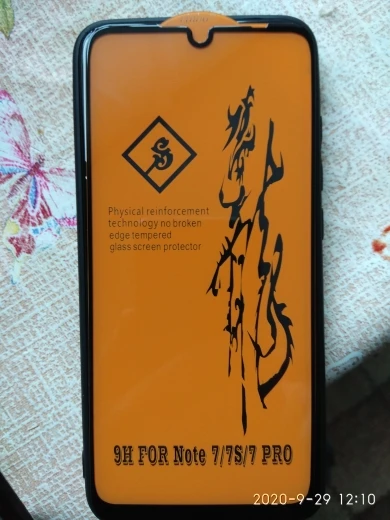 Physical reinforcement
technology no broken
edge tempered
glass screen protector
9H FOR Note 7/7S/7 PRO
2020-9-29 12:10